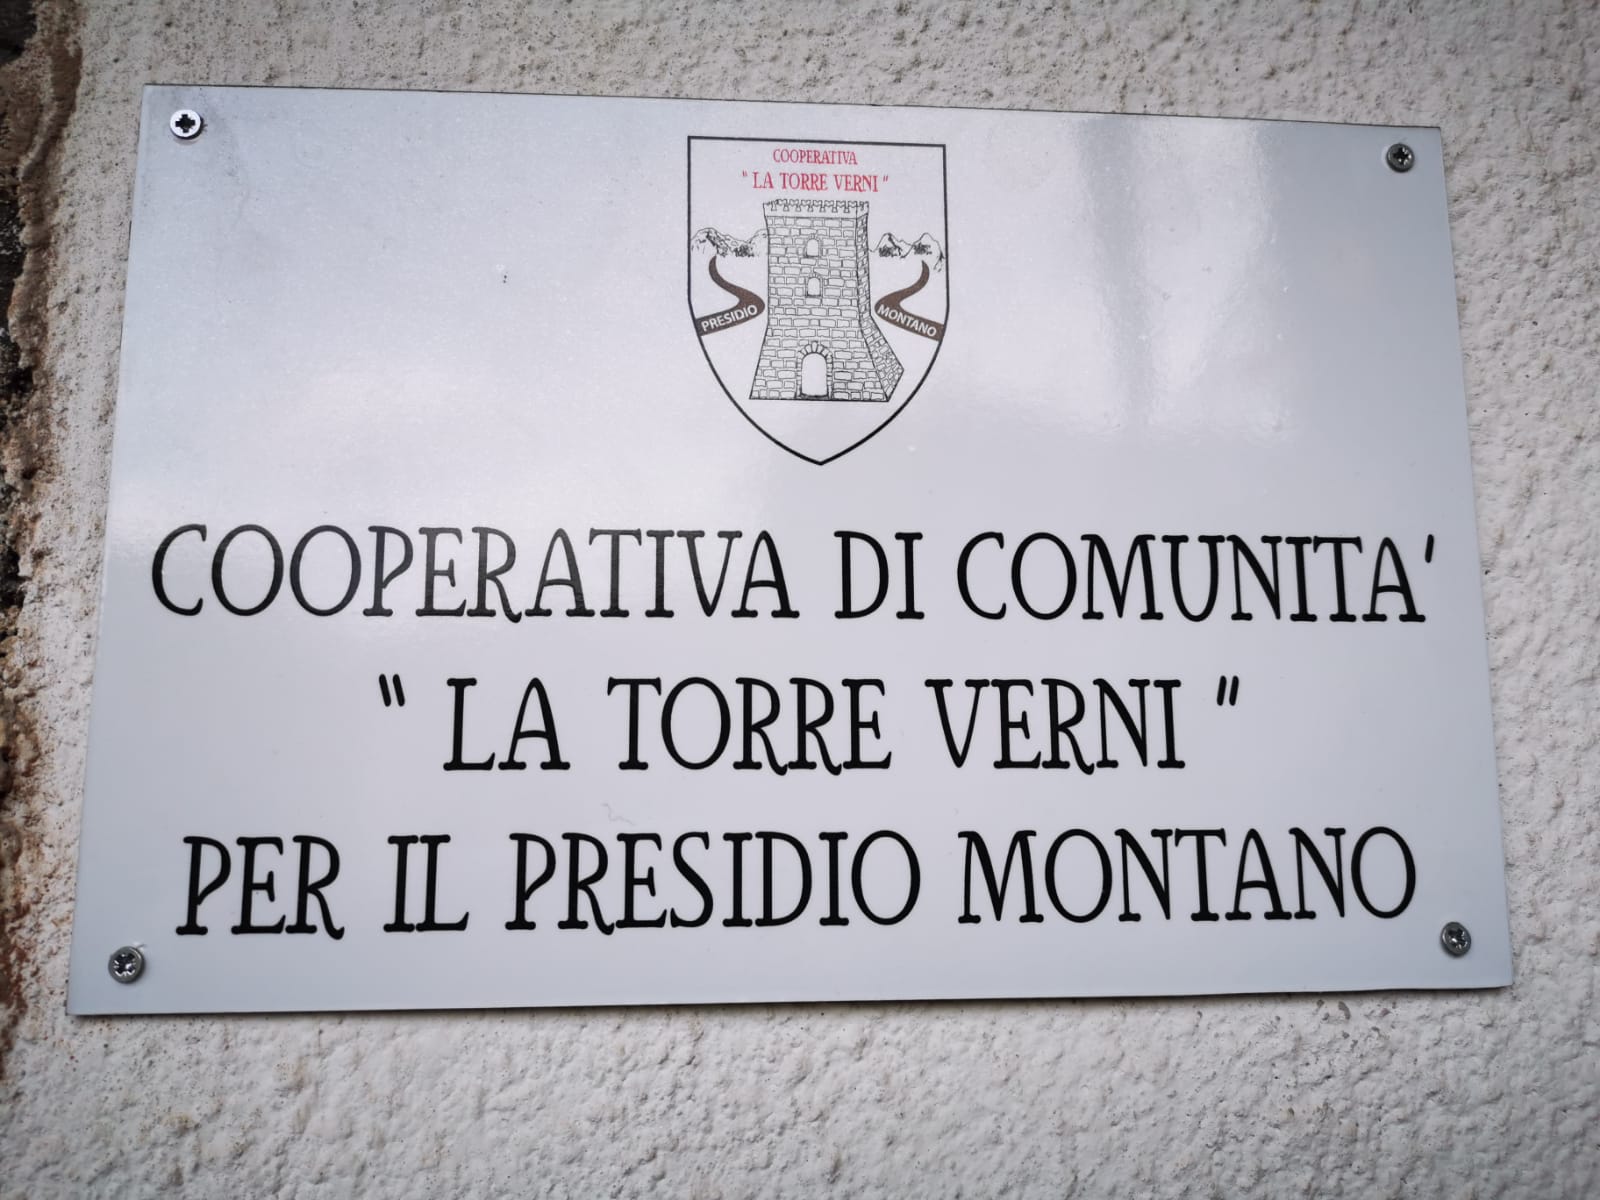 COOPERATIVA
" LA TORRE VERNI "
PRESIDIO
MONTANO
COOPERATIVA DI COMUNITA'
" LA TORRE VERNI "
PER IL PRESIDIO MONTANO